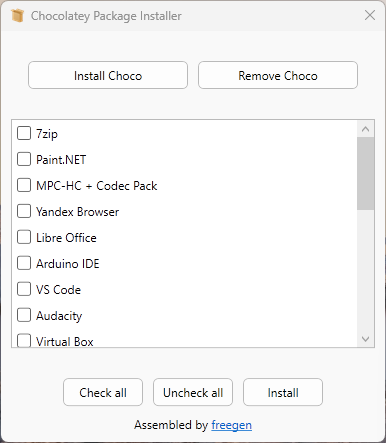 Chocolatey Package Installer
Install Choco
Remove Choco
7zip
Paint.NET
MPC-HC + Codec Pack
Yandex Browser
Libre Office
Arduino IDE
VS Code
Audacity
Virtual Box
Check all
Uncheck all
Install
Assembled by freegen